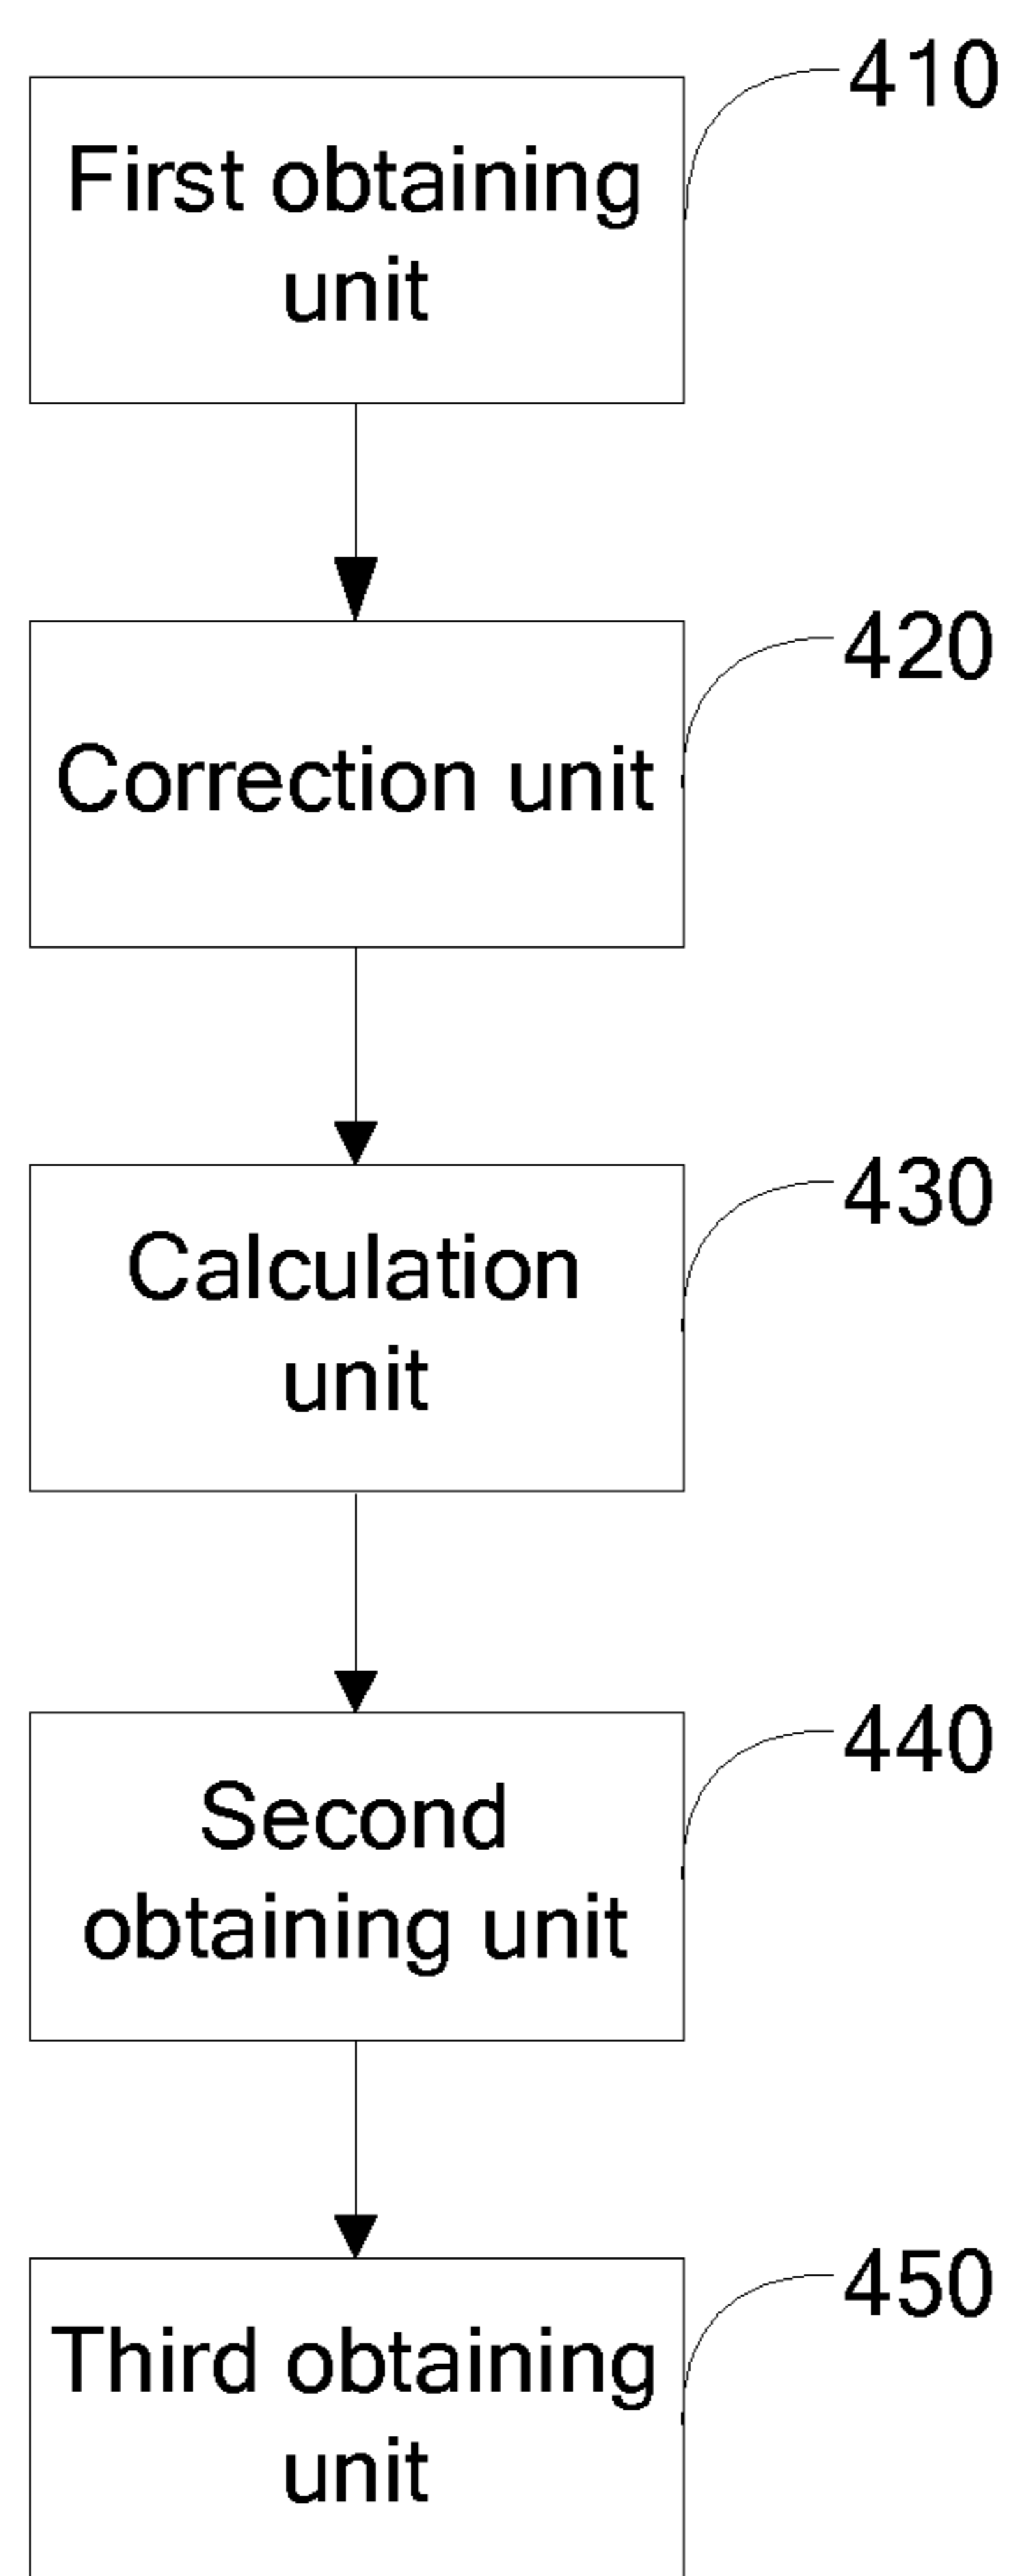 410
First obtaining
unit
420
Correction unit
430
Calculation
unit
440
Second
obtaining unit
450
Third obtaining
unit